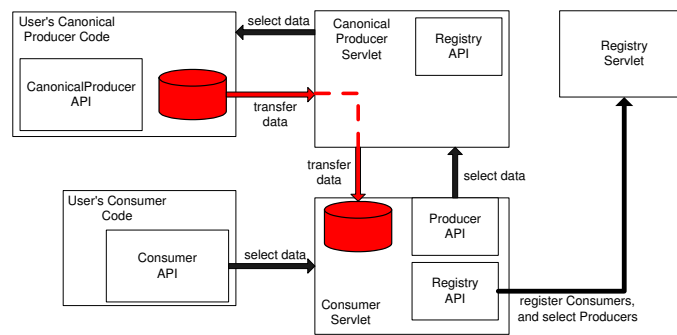 User's Canonical
Producer Code
CanonicalProducer
API
select data
transfer
data
Canonical
Producer
Servlet
Registry
API
Registry
Servlet
transfer
data
select data
User's Consumer
Code
Consumer
API
select data
Producer
API
Registry
API
Consumer
Servlet
register Consumers,
and select Producers